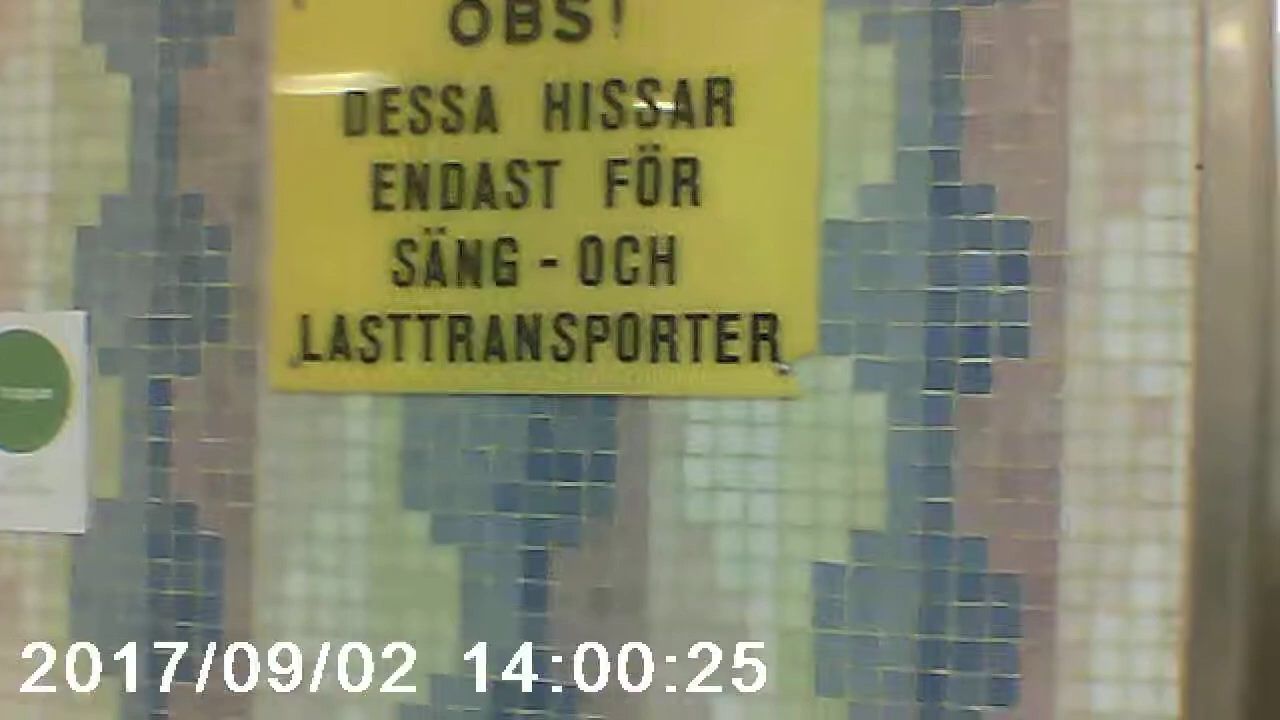 OBS!
DESSA HISSAR
ENDAST FÖR
SÄNG - OCH
LASTTRANSPORTER
2017/09/02 14:00:25